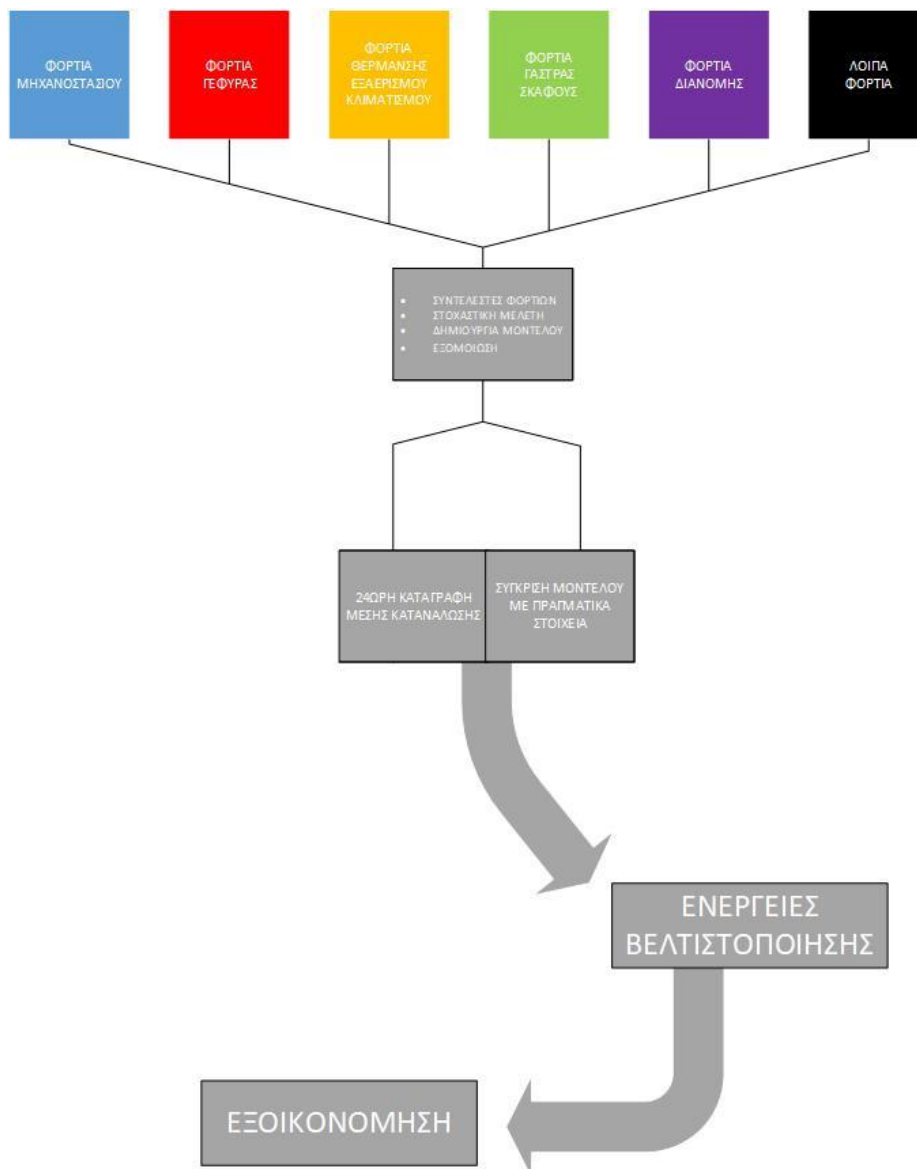 ΦΟΡΤΙΑ
ΜΗΧΑΝΟΣΤΑΣΙΟΥ
ΦΟΡΤΙΑ
ΓΕΦΥΡΑΣ
ΦΟΡΤΙΑ
ΘΕΡΜΑΝΣΗΣ
ΕΞΑΕΡΙΣΜΟΥ
ΚΛΙΜΑΤΙΣΜΟΥ
ΦΟΡΤΙΑ
ΓΑΣΤΡΑΣ
ΣΚΑΦΟΥΣ
ΦΟΡΤΙΑ
ΔΙΑΝΟΜΗΣ
ΛΟΙΠΑ
ΦΟΡΤΙΑ
• ΣΥΝΤΕΛΕΣΤΕΣ ΦΟΡΤΙΩΝ
• ΣΤΟΧΑΣΤΙΚΗ ΜΕΛΕΤΗ
• ΔΗΜΙΟΥΡΓΙΑ ΜΟΝΤΕΛΟΥ
• ΕΞΟΜΟΙΩΣΗ
24ΩΡΗ ΚΑΤΑΓΡΑΦΗ
ΜΕΣΗΣ ΚΑΤΑΝΑΛΩΣΗΣ
ΣΥΓΚΡΙΣΗ ΜΟΝΤΕΛΟΥ
ΜΕ ΠΡΑΓΜΑΤΙΚΑ
ΣΤΟΙΧΕΙΑ
ΕΝΕΡΓΕΙΕΣ
ΒΕΛΤΙΣΤΟΠΟΙΗΣΗΣ
ΕΞΟΙΚΟΝΟΜΗΣΗ